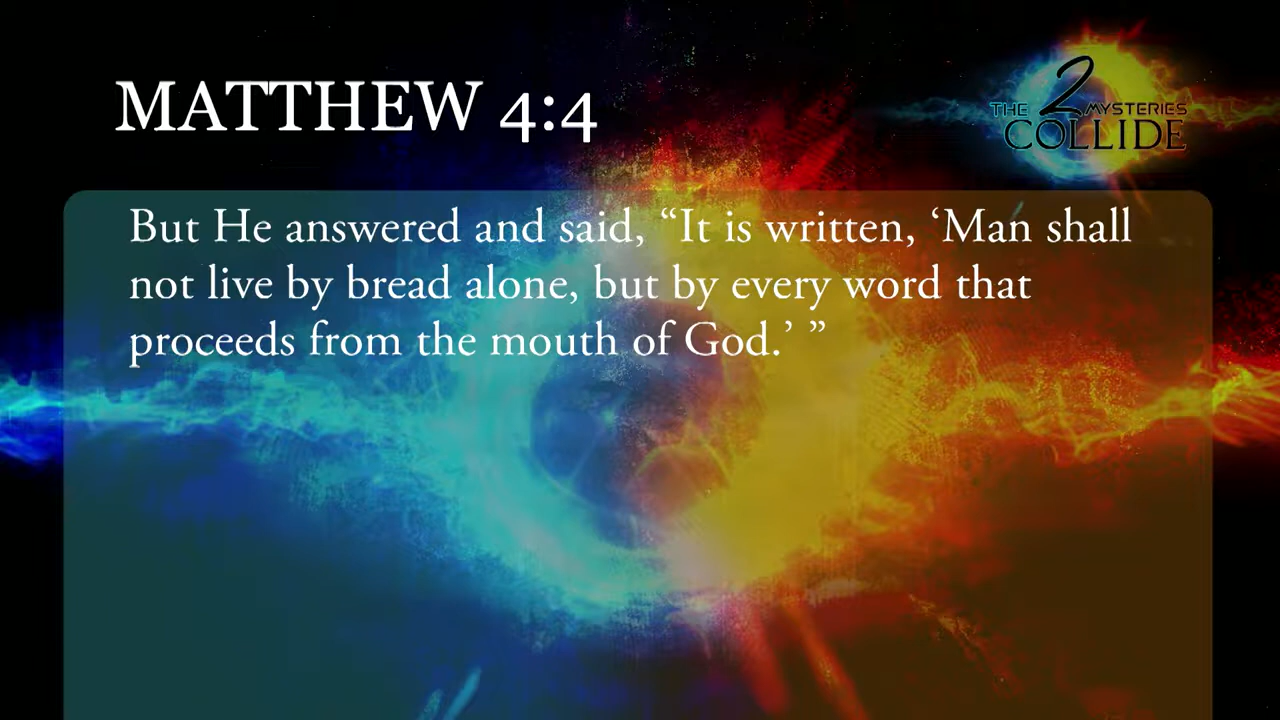 MATTHEW 4:4
THE 2 MYSTERIES
COLLIDE
But He answered and said, “It is written, ‘Man shall
not live by bread alone, but by every word that
proceeds from the mouth of God.’ ”